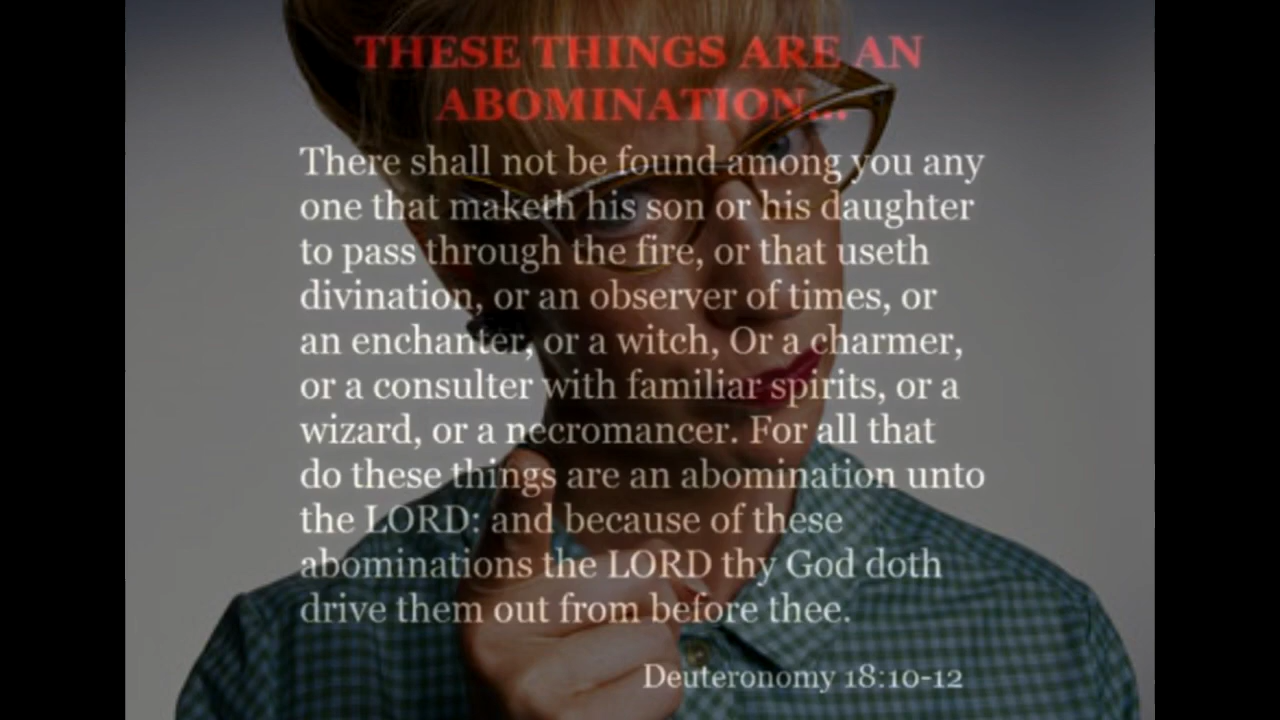 THESE THINGS ARE AN
ABOMINATION...
There shall not be found among you any
one that maketh his son or his daughter
to pass through the fire, or that useth
divination, or an observer of times, or
an enchanter, or a witch, Or a charmer,
or a consulter with familiar spirits, or a
wizard, or a necromancer. For all that
do these things are an abomination unto
the LORD: and because of these
abominations the LORD thy God doth
drive them out from before thee.
Deuteronomy 18:10-12